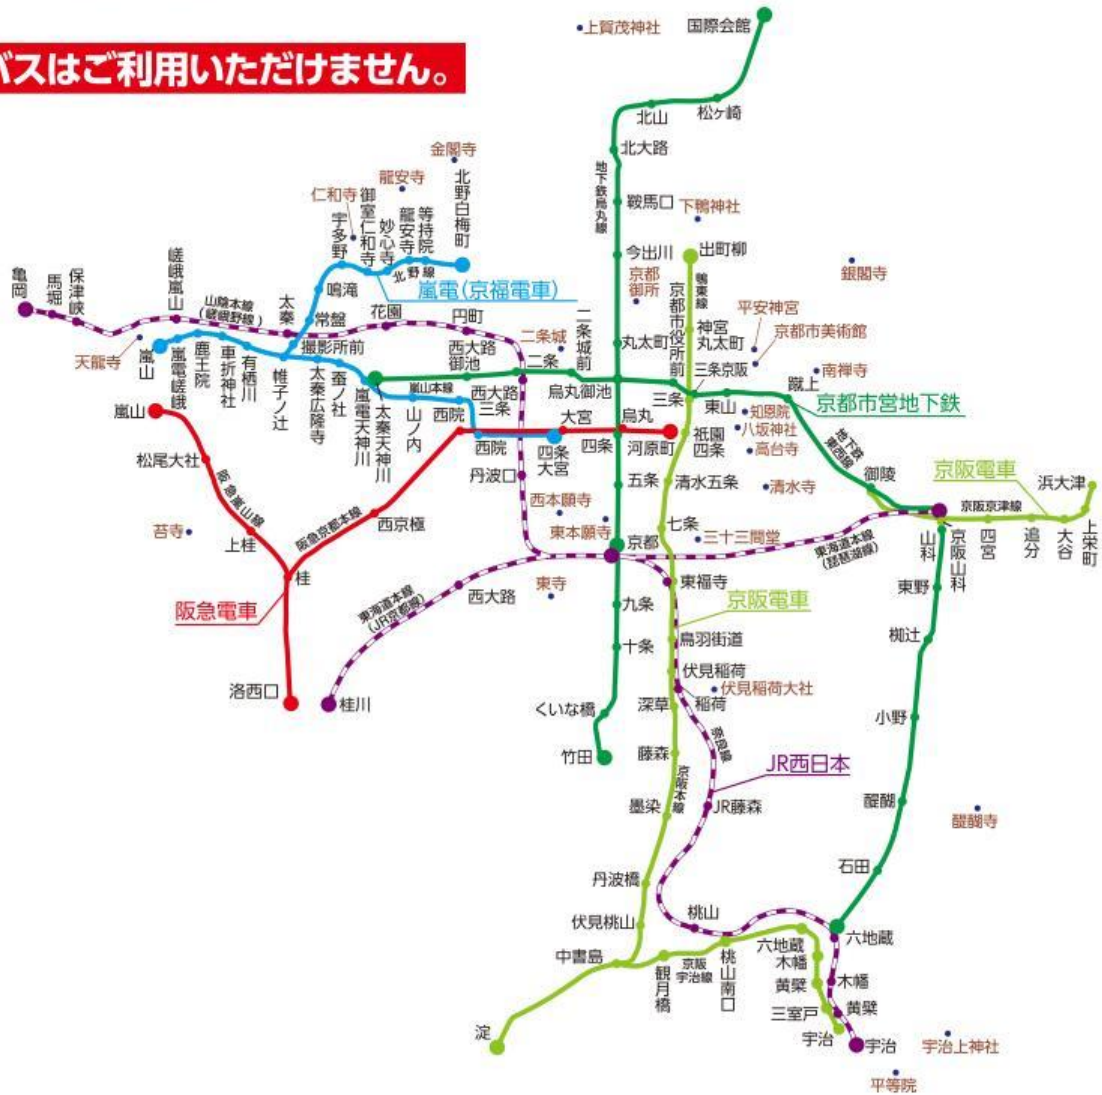 バスはご利用いただけません。
上賀茂神社
国際会館
松ヶ崎
北山
北大路
地下鉄烏丸線
鞍馬口
下鴨神社
今出川
出町柳
京都
御所
鴨東線
銀閣寺
京都市役所前
神宮
丸太町
平安神宮
京都市美術館
丸太町
三条京阪
南禅寺
金閣寺
龍安寺
仁和寺
北野白梅町
等持院
龍安寺
妙心寺
御室仁和寺
宇多野
北野線
嵐電(京福電車)
鳴滝
常盤
撮影所前
亀岡
馬堀
保津峡
嵯峨嵐山
山陰本線
(嵯峨野線)
太秦
花園
円町
二条城
二条城前
西大路
御池
二条
烏丸御池
天龍寺
嵐山
嵐電嵯峨
鹿王院
車折神社
有栖川
帷子ノ辻
太秦広隆寺
蚕ノ社
嵐電天神川
太秦天神川
嵐山本線
山ノ内
西大路
三条
西院
西院
四条
大宮
大宮
烏丸
四条
河原町
三条
東山
蹴上
京都市営地下鉄
知恩院
八坂神社
祇園
四条
高台寺
地下鉄
東西線
御陵
清水五条
清水寺
五条
丹波口
西本願寺
東本願寺
京都
七条
三十三間堂
東海道本線
(琵琶湖線)
京阪電車
浜大津
京阪京津線
山科
京阪山科
四宮
追分
大谷
上栄町
嵐山
松尾大社
阪急嵐山線
苔寺
上桂
阪急京都本線
西京極
桂
阪急電車
洛西口
東海道本線
(JR京都線)
西大路
桂川
東寺
九条
十条
くいな橋
竹田
東福寺
京阪電車
鳥羽街道
伏見稲荷
伏見稲荷大社
稲荷
深草
奈良線
藤森
京阪本線
JR西日本
墨染
JR藤森
丹波橋
伏見桃山
中書島
桃山
観月橋
京阪
宇治線
桃山南口
淀
東野
椥辻
小野
醍醐
醍醐寺
石田
六地蔵
六地蔵
木幡
黄檗
三室戸
宇治
木幡
黄檗
宇治
宇治上神社
平等院